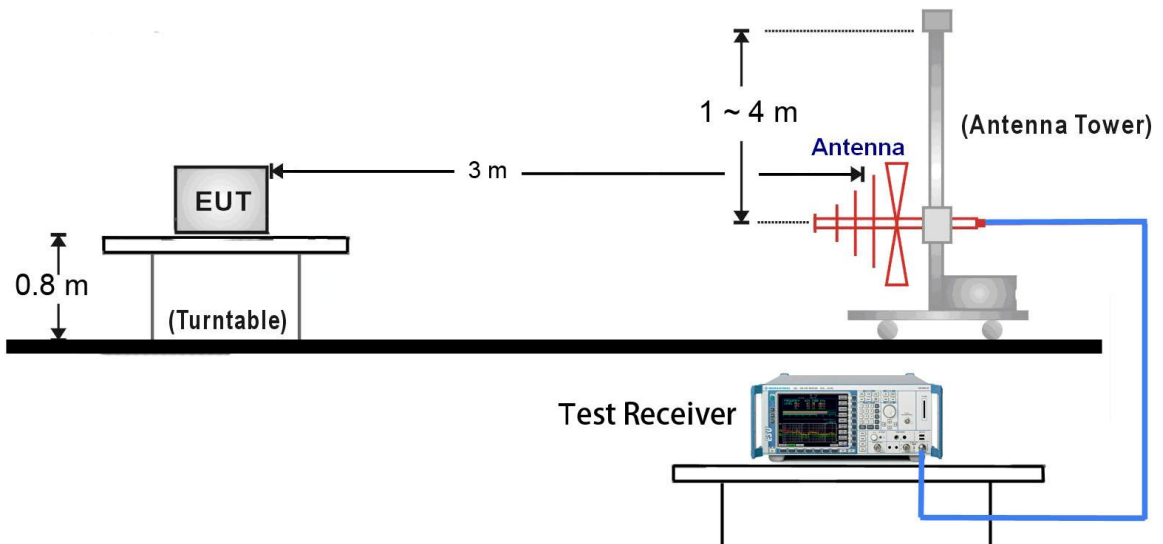 1 ~ 4 m
(Antenna Tower)
Antenna
3 m
EUT
0.8 m
(Turntable)
Test Receiver